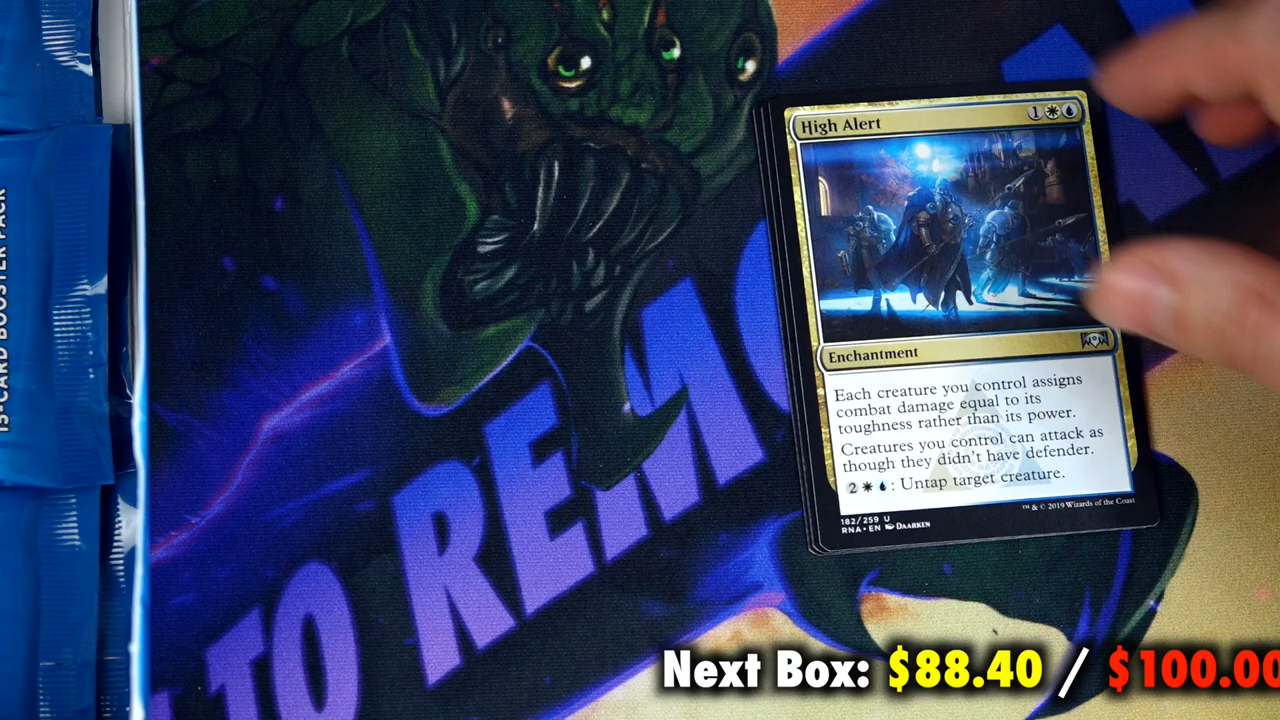 15-CARD BOOSTER PACK
High Alert
1
Enchantment
Each creature you control assigns
combat damage equal to its
toughness rather than its power.
Creatures you control can attack as
though they didn't have defender.
2 : Untap target creature.
182/259 U
RNA • EN DAARKEN
™ & © 2019 Wizards of the Coast
TO REMO
Next Box: $88.40 / $100.00